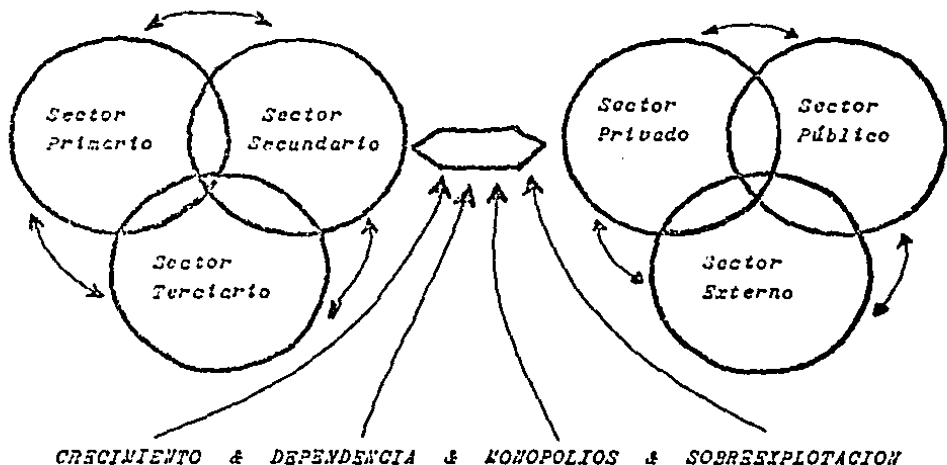 Sector
Primario
Sector
Secundario
Sector
Terciario
Sector
Privado
Sector
Público
Sector
Externo
CRECIMIENTO & DEPENDENCIA & MONOPOLIOS & SOBREEXPLOTACION